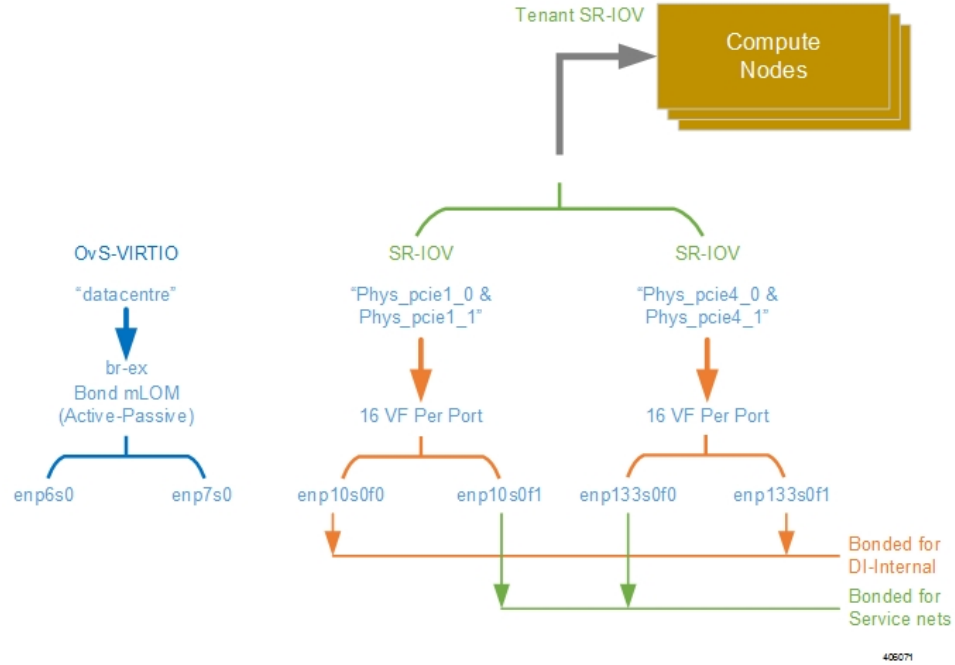 Tenant SR-IOV
Compute
Nodes
OvS-VIRTIO
SR-IOV
SR-IOV
“datacentre”
“Phys_pcie1_0 &
Phys_pcie1_1”
“Phys_pcie4_0 &
Phys_pcie4_1”
br-ex
Bond mLOM
(Active-Passive)
16 VF Per Port
16 VF Per Port
enp6s0
enp7s0
enp10s0f0
enp10s0f1
enp133s0f0
enp133s0f1
Bonded for
DI-Internal
Bonded for
Service nets
406071